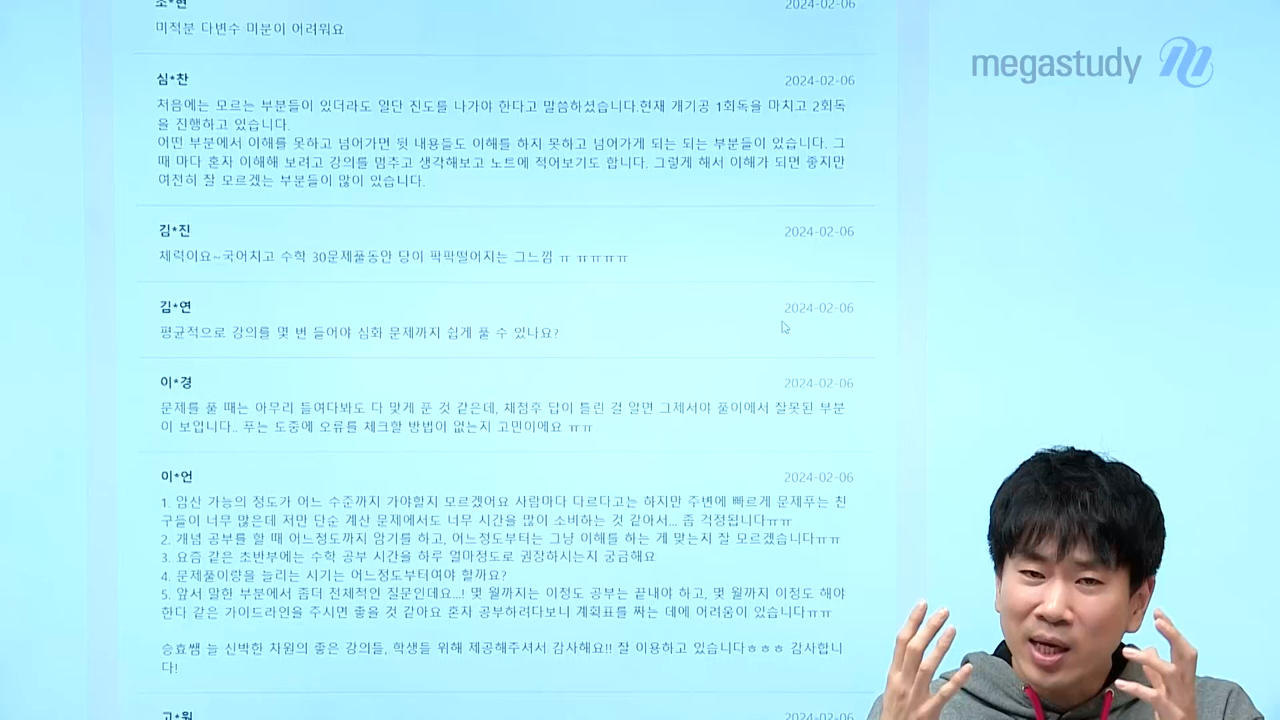 조*현
2024-02-06
미적분 다변수 미분이 어려워요
megastudy
심*찬
2024-02-06
처음에는 모르는 부분들이 있더라도 일단 진도를 나가야 한다고 말씀하셨습니다.현재 개기공 1회독을 마치고 2회독
을 진행하고 있습니다.
어떤 부분에서 이해를 못하고 넘어가면 뒷 내용들도 이해를 하지 못하고 넘어가게 되는 되는 부분들이 있습니다. 그
때 마다 혼자 이해해 보려고 강의를 멈추고 생각해보고 노트에 적어보기도 합니다. 그렇게 해서 이해가 되면 좋지만
여전히 잘 모르겠는 부분들이 많이 있습니다.
김*진
2024-02-06
체력이요~국어치고 수학 30문제풀동안 당이 팍팍떨어지는 그느낌 ㅠ ㅠㅠㅠㅠ
김*연
2024-02-06
평균적으로 강의를 몇 번 들어야 심화 문제까지 쉽게 풀 수 있나요?
이*경
2024-02-06
문제를 풀 때는 아무리 들여다봐도 다 맞게 푼 것 같은데, 채점후 답이 틀린 걸 알면 그제서야 풀이에서 잘못된 부분
이 보입니다.. 푸는 도중에 오류를 체크할 방법이 없는지 고민이에요 ㅠㅠ
이*언
2024-02-06
1. 암산 가능의 정도가 어느 수준까지 가야할지 모르겠어요 사람마다 다르다고는 하지만 주변에 빠르게 문제푸는 친
구들이 너무 많은데 저만 단순 계산 문제에서도 너무 시간을 많이 소비하는 것 같아서... 좀 걱정됩니다ㅠㅠ
2. 개념 공부를 할 때 어느정도까지 암기를 하고, 어느정도부터는 그냥 이해를 하는 게 맞는지 잘 모르겠습니다ㅠㅠ
3. 요즘 같은 초반부에는 수학 공부 시간을 하루 얼마정도로 권장하시는지 궁금해요
4. 문제풀이량을 늘리는 시기는 어느정도부터여야 할까요?
5. 앞서 말한 부분에서 좁더 전체적인 질문인데요...! 몇 월까지는 이정도 공부는 끝내야 하고, 몇 월까지 이정도 해야
한다 같은 가이드라인을 주시면 좋을 것 같아요 혼자 공부하려다보니 계획표를 짜는 데에 어려움이 있습니다ㅠㅠ
승효쌤 늘 신박한 차원의 좋은 강의들, 학생들 위해 제공해주셔서 감사해요!! 잘 이용하고 있습니다ㅎㅎㅎ 감사합니
다!
고*원
2024-02-06